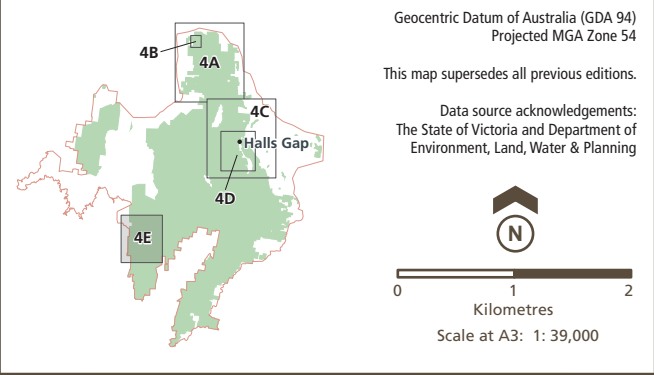 Geocentric Datum of Australia (GDA 94)
Projected MGA Zone 54
This map supersedes all previous editions.
Data source acknowledgements:
The State of Victoria and Department of
Environment, Land, Water & Planning
4B
4A
4C
Halls Gap
4D
4E
N
0 1 2
Kilometres
Scale at A3: 1: 39,000